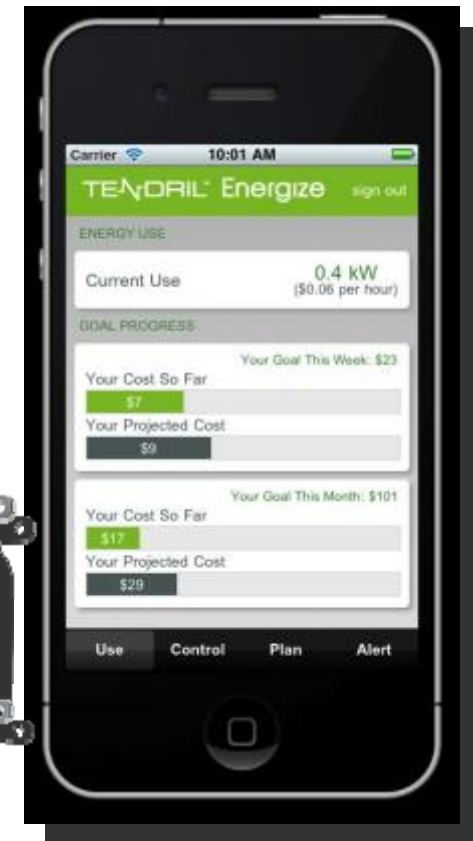 Carrier 10:01 AM
TENDRIL Energize sign out
ENERGY USE
Current Use 0.4 kW
($0.06 per hour)
GOAL PROGRESS
Your Goal This Week: $23
Your Cost So Far
$7
Your Projected Cost
$9
Your Goal This Month: $101
Your Cost So Far
$17
Your Projected Cost
$29
Use Control Plan Alert